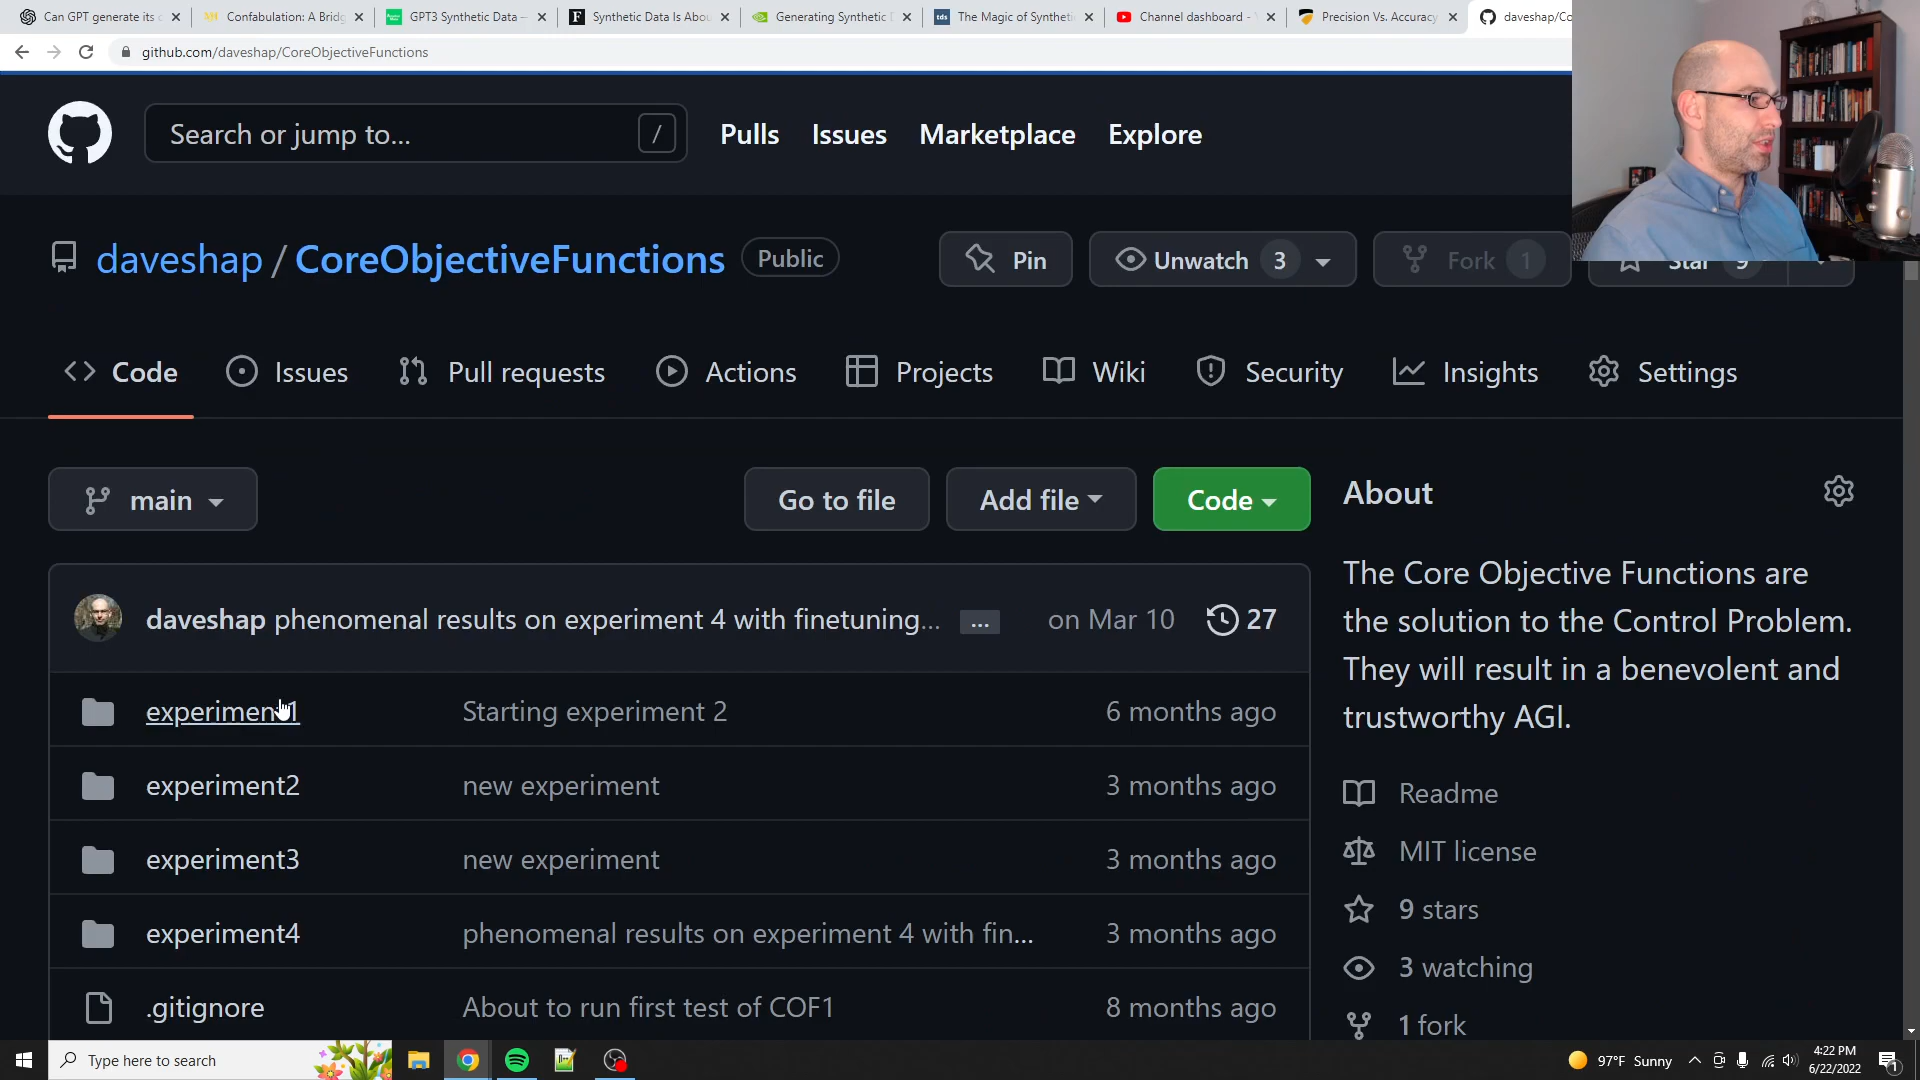 Can GPT generate its
Confabulation: A Bridg
GPT3 Synthetic Data –
Synthetic Data Is Abou
Generating Synthetic
The Magic of Syntheti
Channel dashboard -
Precision Vs. Accuracy
daveshap/Co
github.com/daveshap/CoreObjectiveFunctions
Search or jump to...
/
Pulls
Issues
Marketplace
Explore
daveshap / CoreObjectiveFunctions
Public
Pin
Unwatch 3
Fork 1
Star 9
Code
Issues
Pull requests
Actions
Projects
Wiki
Security
Insights
Settings
main
Go to file
Add file
Code
About
daveshap phenomenal results on experiment 4 with finetuning... ... on Mar 10 27
The Core Objective Functions are
the solution to the Control Problem.
They will result in a benevolent and
trustworthy AGI.
experiment1 Starting experiment 2 6 months ago
experiment2 new experiment 3 months ago
experiment3 new experiment 3 months ago
experiment4 phenomenal results on experiment 4 with fin... 3 months ago
.gitignore About to run first test of COF1 8 months ago
Readme
MIT license
9 stars
3 watching
1 fork
Type here to search
97°F Sunny
4:22 PM
6/22/2022
1